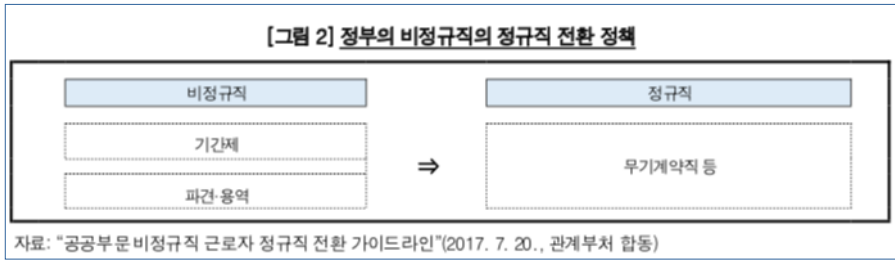 [그림 2] 정부의 비정규직의 정규직 전환 정책
비정규직
정규직
기간제
⇒
무기계약직 등
파견·용역
자료: “공공부문 비정규직 근로자 정규직 전환 가이드라인”(2017. 7. 20., 관계부처 합동)